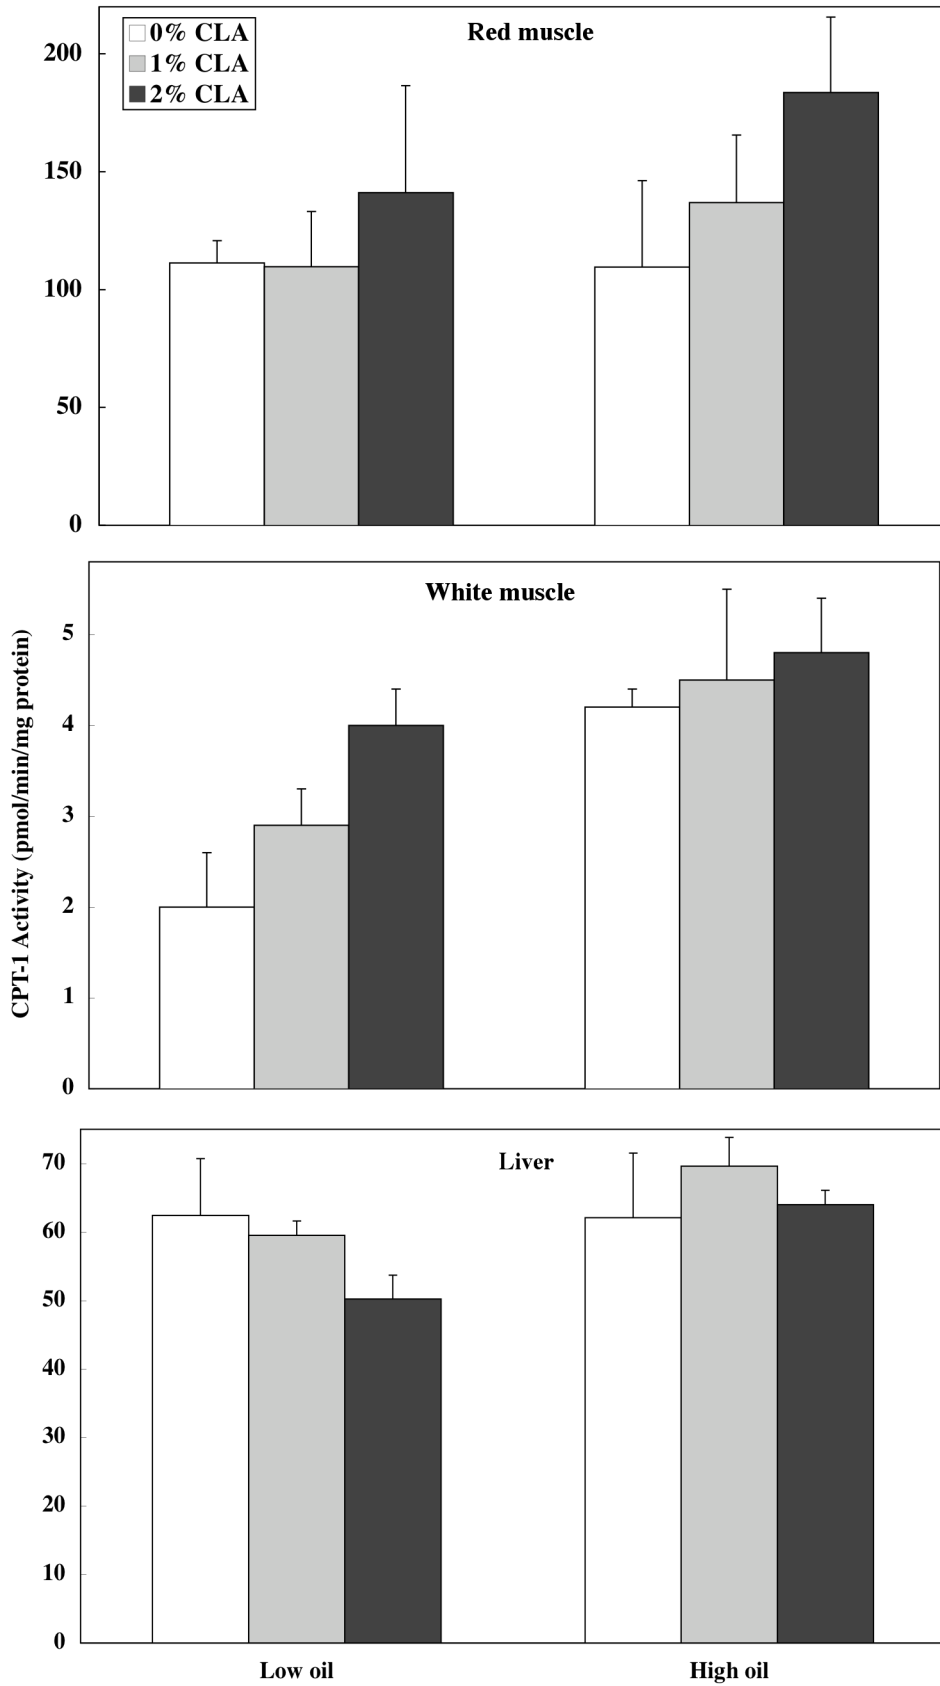 Red muscle
0% CLA
1% CLA
2% CLA
200
150
100
50
0
White muscle
5
4
3
2
1
0
CPT-1 Activity (pmol/min/mg protein)
Liver
70
60
50
40
30
20
10
0
Low oil High oil